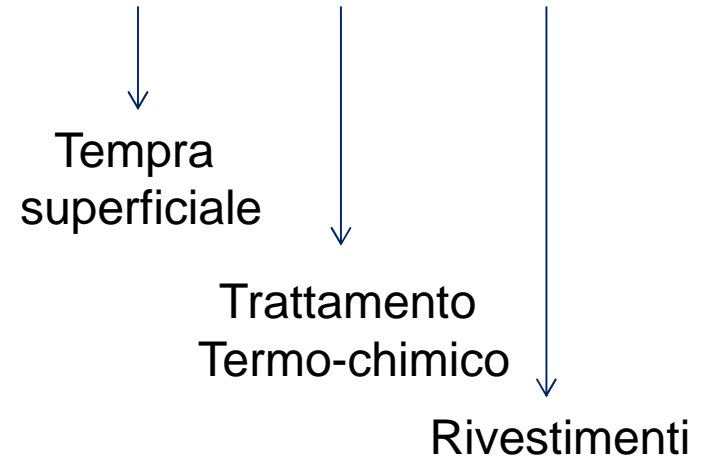 Tempra
superficiale
Trattamento
Termo-chimico
Rivestimenti